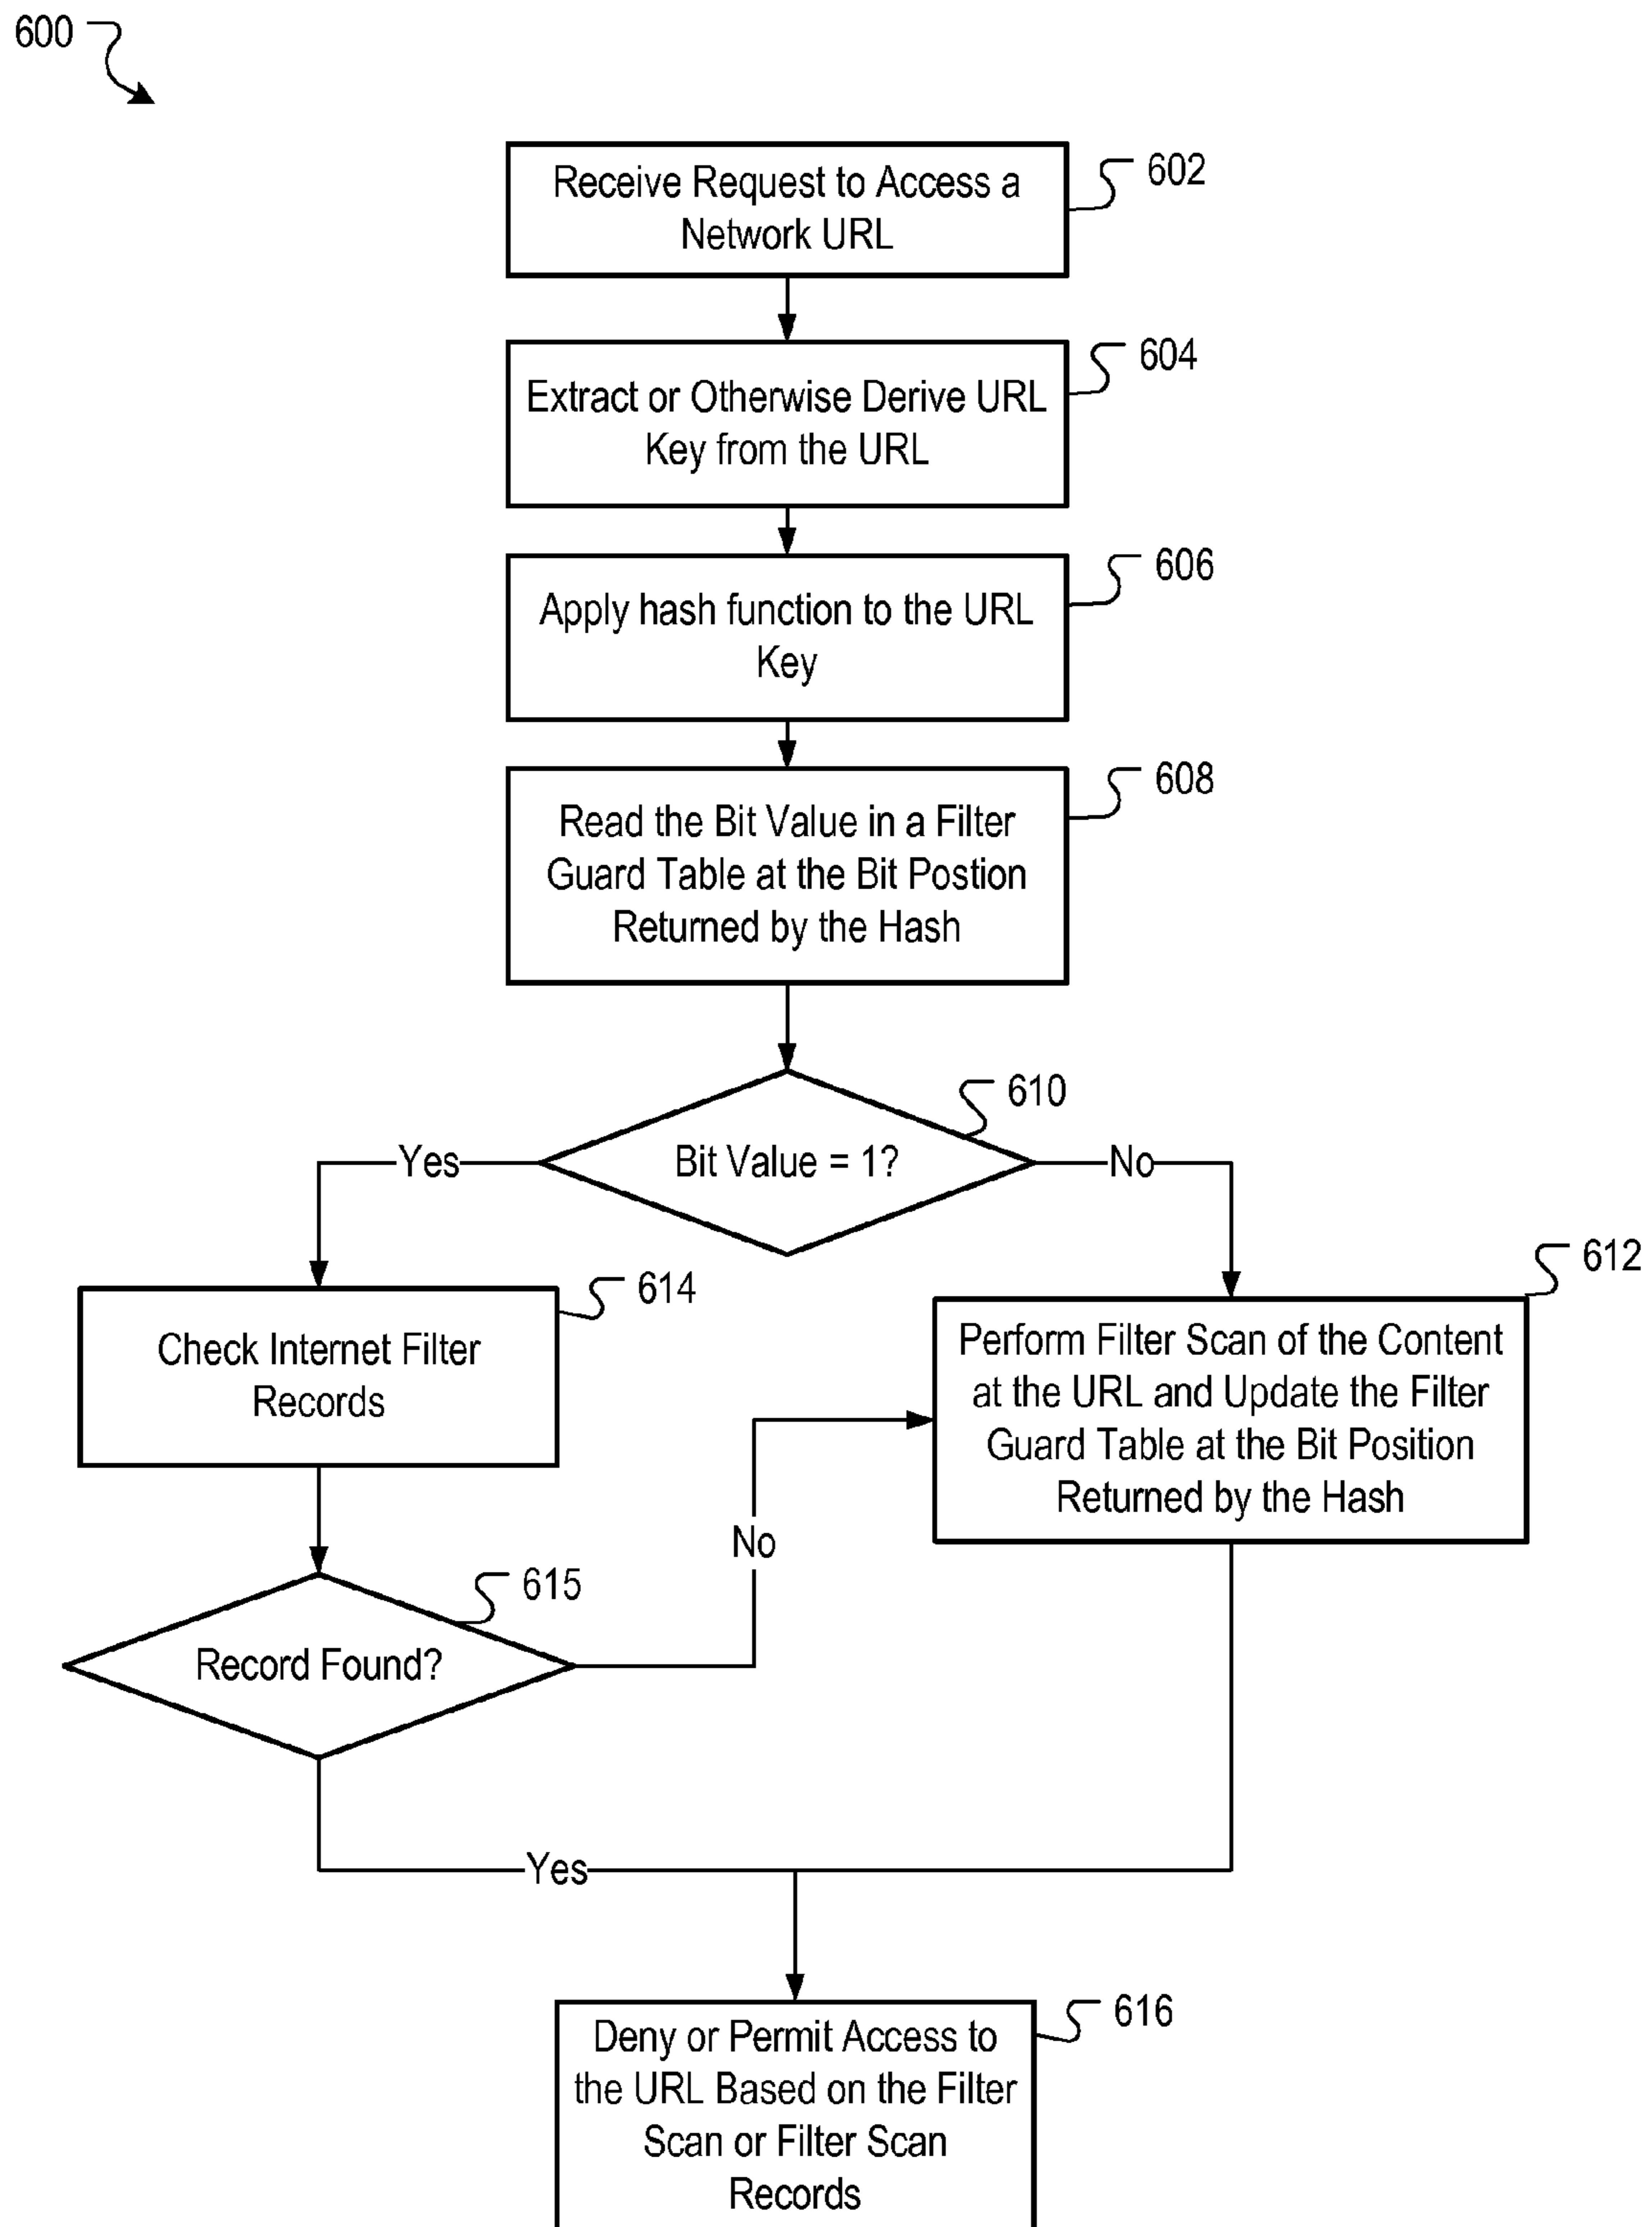 600
Receive Request to Access a
Network URL
602
Extract or Otherwise Derive URL
Key from the URL
604
Apply hash function to the URL
Key
606
Read the Bit Value in a Filter
Guard Table at the Bit Postion
Returned by the Hash
608
Bit Value = 1?
610
Yes
No
Check Internet Filter
Records
614
Perform Filter Scan of the Content
at the URL and Update the Filter
Guard Table at the Bit Position
Returned by the Hash
612
No
Record Found?
615
Yes
Deny or Permit Access to
the URL Based on the Filter
Scan or Filter Scan
Records
616